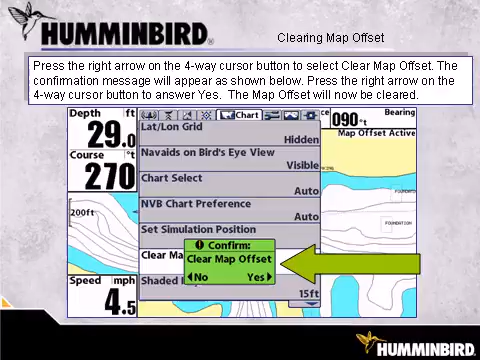 HUMMINBIRD®
Clearing Map Offset
Press the right arrow on the 4-way cursor button to select Clear Map Offset. The
confirmation message will appear as shown below. Press the right arrow on the
4-way cursor button to answer Yes.  The Map Offset will now be cleared.
Depth ft
29.0
Course °t
270
200ft
Speed mph
4.5
Chart
Lat/Lon Grid
Hidden
Navaids on Bird's Eye View
Visible
Chart Select
Auto
NVB Chart Preference
Auto
Set Simulation Position
Clear Ma
Shaded
15ft
Confirm:
Clear Map Offset
No Yes
ce Bearing
090°t
Map Offset Active
FOUNDATION
HUMMINBIRD